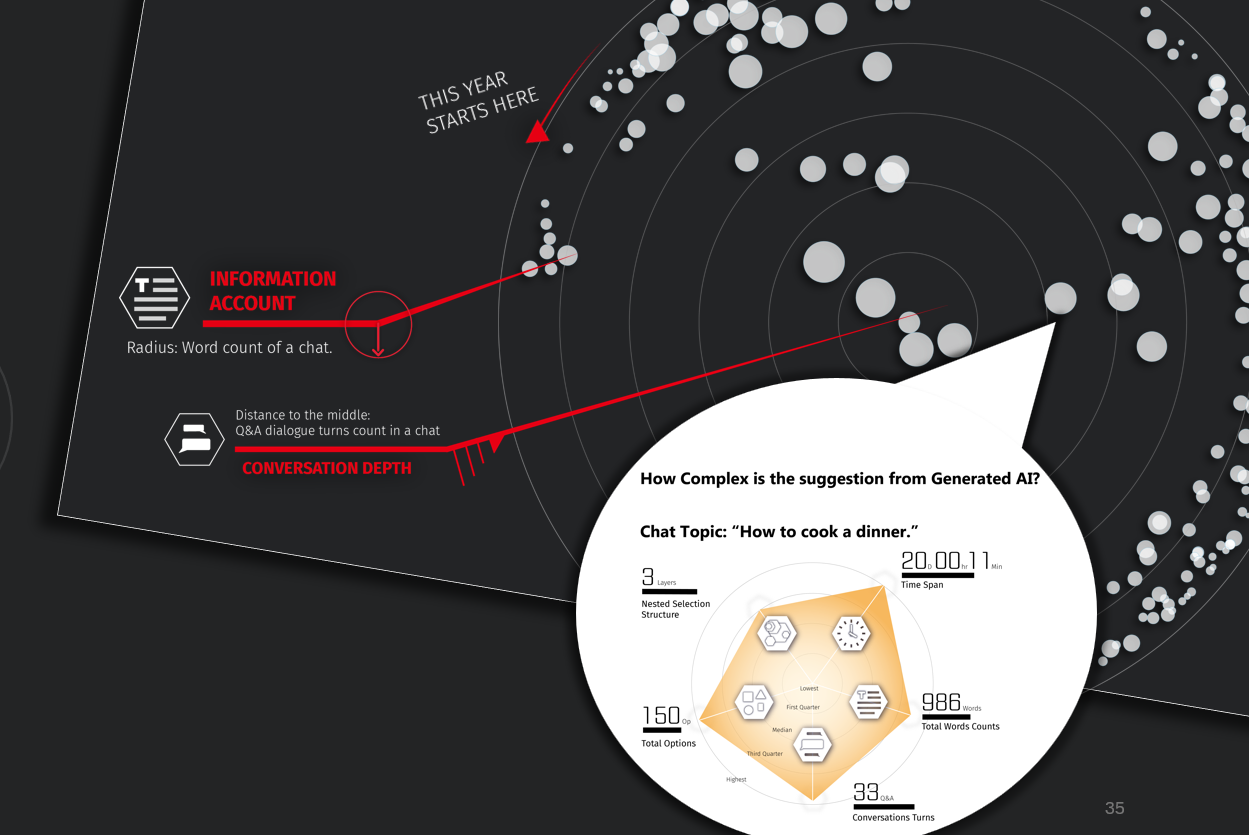 THIS YEAR
STARTS HERE
INFORMATION
ACCOUNT
Radius: Word count of a chat.
Distance to the middle:
Q&A dialogue turns count in a chat
CONVERSATION DEPTH
How Complex is the suggestion from Generated AI?
Chat Topic: “How to cook a dinner.”
3 Layers
Nested Selection
Structure
20D 00hr 11 Min
Time Span
150 Op
Total Options
986 Words
Total Words Counts
33 Q&A
Conversations Turns
Lowest
First Quarter
Median
Third Quarter
Highest
T
T
35